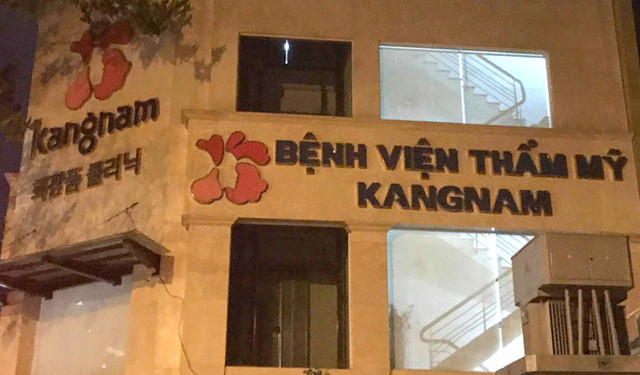 Kangnam
클리닉
BỆNH VIỆN THẨM MỸ
KANGNAM